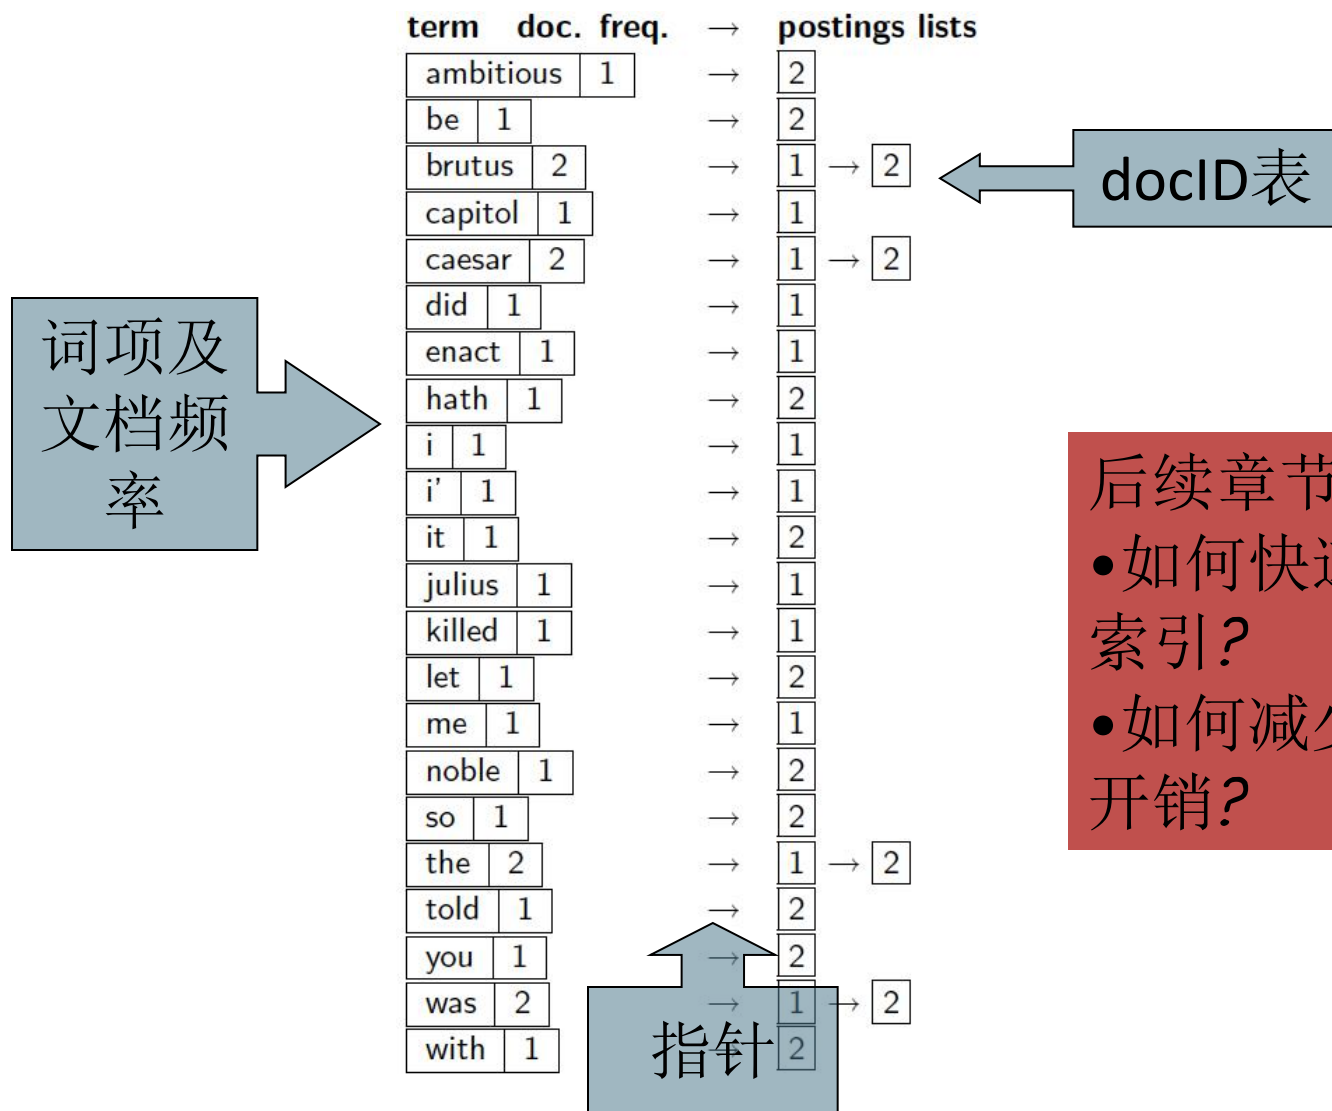 term doc. freq. → postings lists
ambitious 1 → 2
be 1 → 2
brutus 2 → 1 → 2
capitol 1 → 1
caesar 2 → 1 → 2
did 1 → 1
enact 1 → 1
hath 1 → 2
i 1 → 1
i' 1 → 1
it 1 → 2
julius 1 → 1
killed 1 → 1
let 1 → 2
me 1 → 1
noble 1 → 2
so 1 → 2
the 2 → 1 → 2
told 1 → 2
you 1 → 2
was 2 → 1 → 2
with 1 → 2
docID表
词项及
文档频
率
指针
后续章节
•如何快
索引?
•如何减
开销?